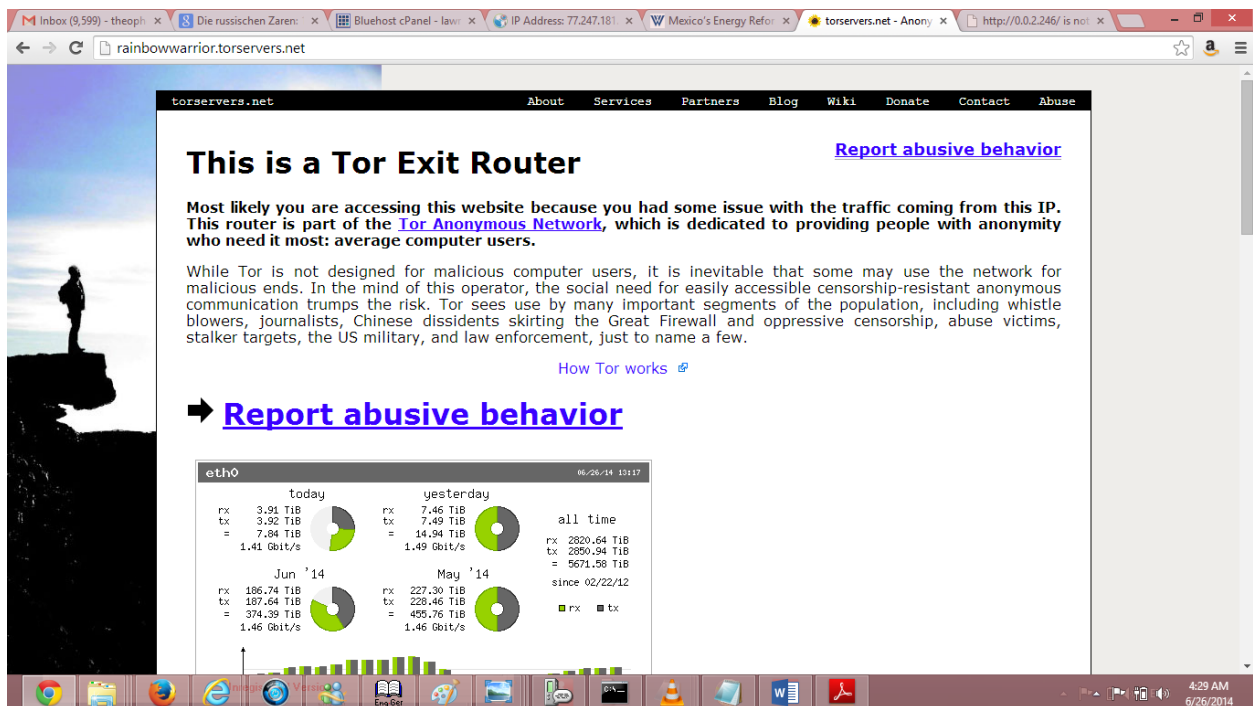 Inbox (9,599) - theoph
Die russischen Zaren:
Bluehost cPanel - lawr
IP Address: 77.247.181.
Mexico's Energy Refor
torservers.net - Anony
http://0.0.2.246/ is not
rainbowwarrior.torservers.net
torservers.net About Services Partners Blog Wiki Donate Contact Abuse
Report abusive behavior
This is a Tor Exit Router
Most likely you are accessing this website because you had some issue with the traffic coming from this IP.
This router is part of the Tor Anonymous Network, which is dedicated to providing people with anonymity
who need it most: average computer users.
While Tor is not designed for malicious computer users, it is inevitable that some may use the network for
malicious ends. In the mind of this operator, the social need for easily accessible censorship-resistant anonymous
communication trumps the risk. Tor sees use by many important segments of the population, including whistle
blowers, journalists, Chinese dissidents skirting the Great Firewall and oppressive censorship, abuse victims,
stalker targets, the US military, and law enforcement, just to name a few.
How Tor works
Report abusive behavior
eth0 06/26/14 13:17
today
rx 3.91 TiB
tx 3.92 TiB
= 7.84 TiB
1.41 Gbit/s
yesterday
rx 7.46 TiB
tx 7.49 TiB
= 14.94 TiB
1.49 Gbit/s
all time
rx 2820.64 TiB
tx 2850.94 TiB
= 5671.58 TiB
since 02/22/12
rx tx
Jun '14
rx 186.74 TiB
tx 187.64 TiB
= 374.39 TiB
1.46 Gbit/s
May '14
rx 227.30 TiB
tx 228.46 TiB
= 455.76 TiB
1.46 Gbit/s
Eng-Ger
4:29 AM
6/26/2014